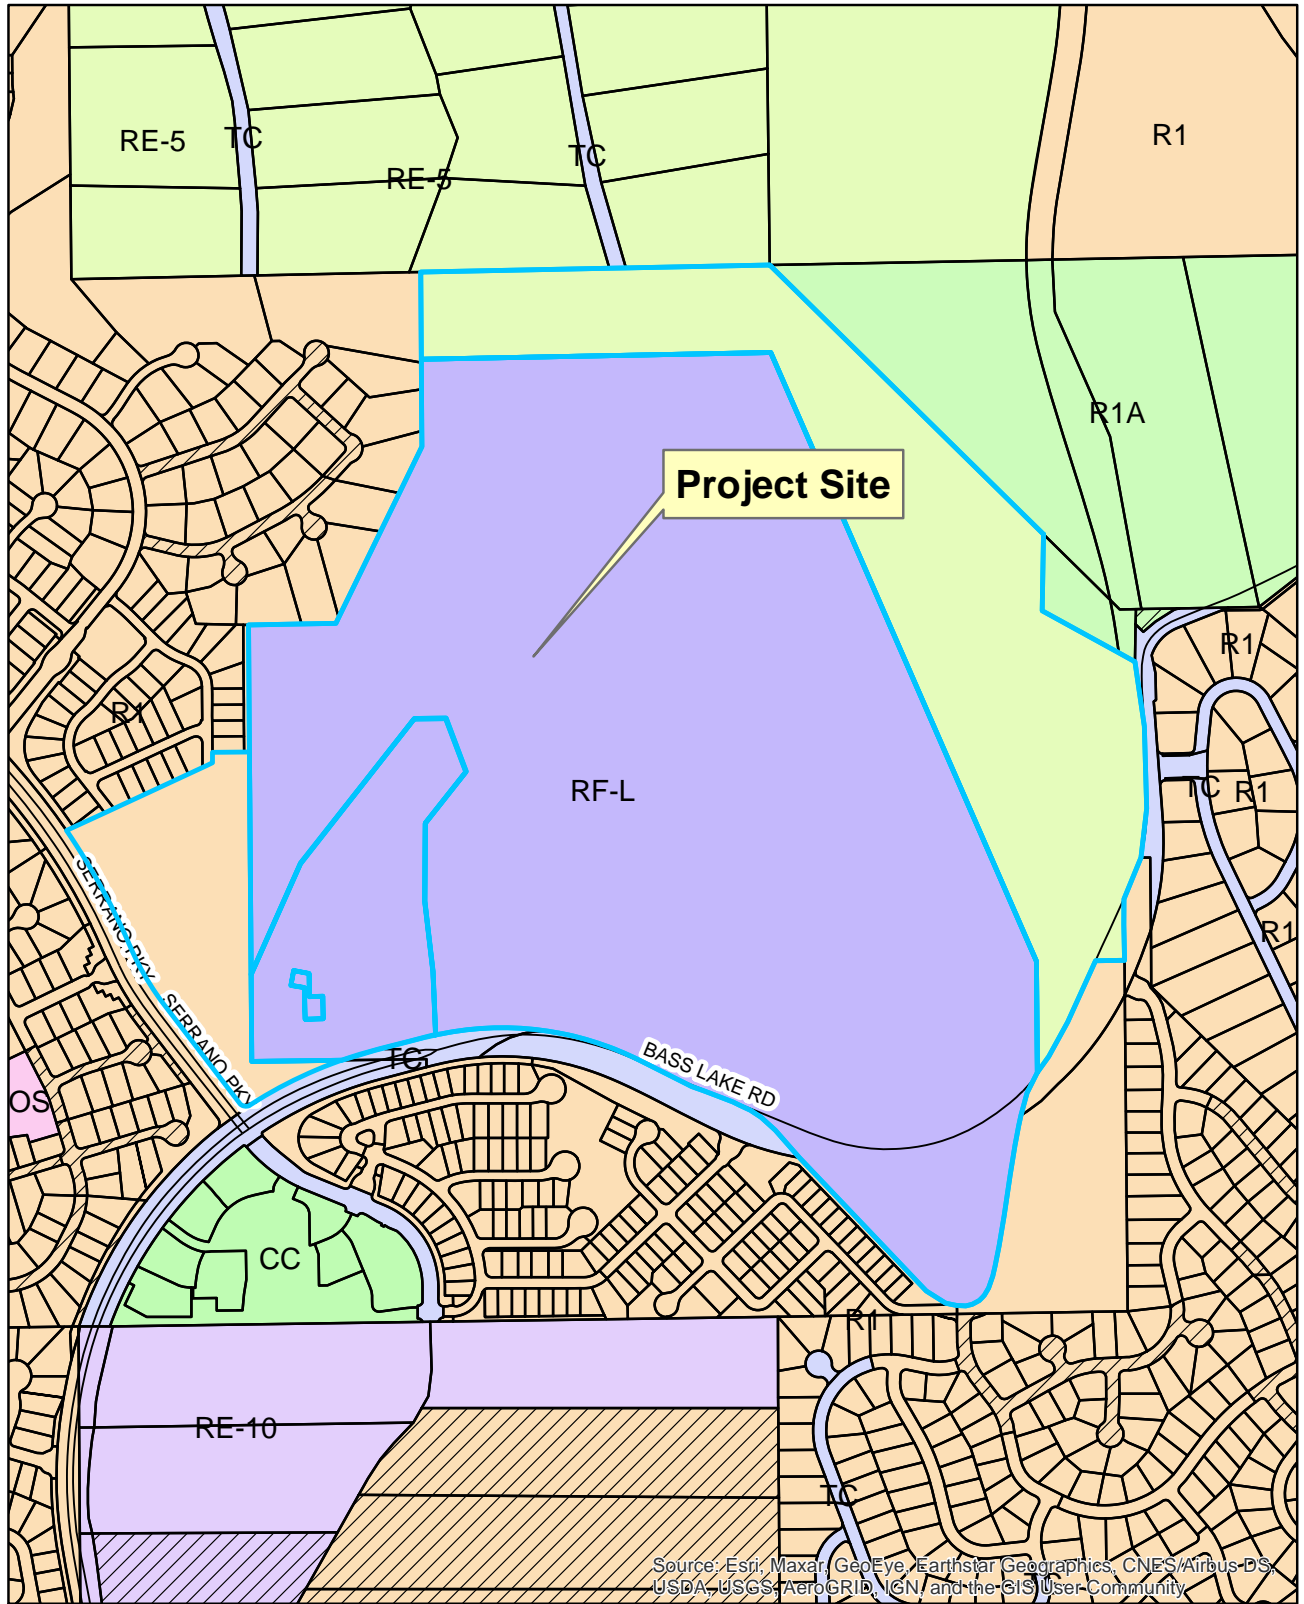 R1
RE-5
TC
TC
RE-5
R1A
Project Site
R1
R1
RF-L
TC
R1
SERRANO PKY
R1
SERRANO PKY
TC
BASS LAKE RD
OS
CC
R1
RE-10
TC
Source: Esri, Maxar, GeoEye, Earthstar Geographics, CNES/Airbus DS,
USDA, USGS, AeroGRID, IGN, and the GIS User Community
TC